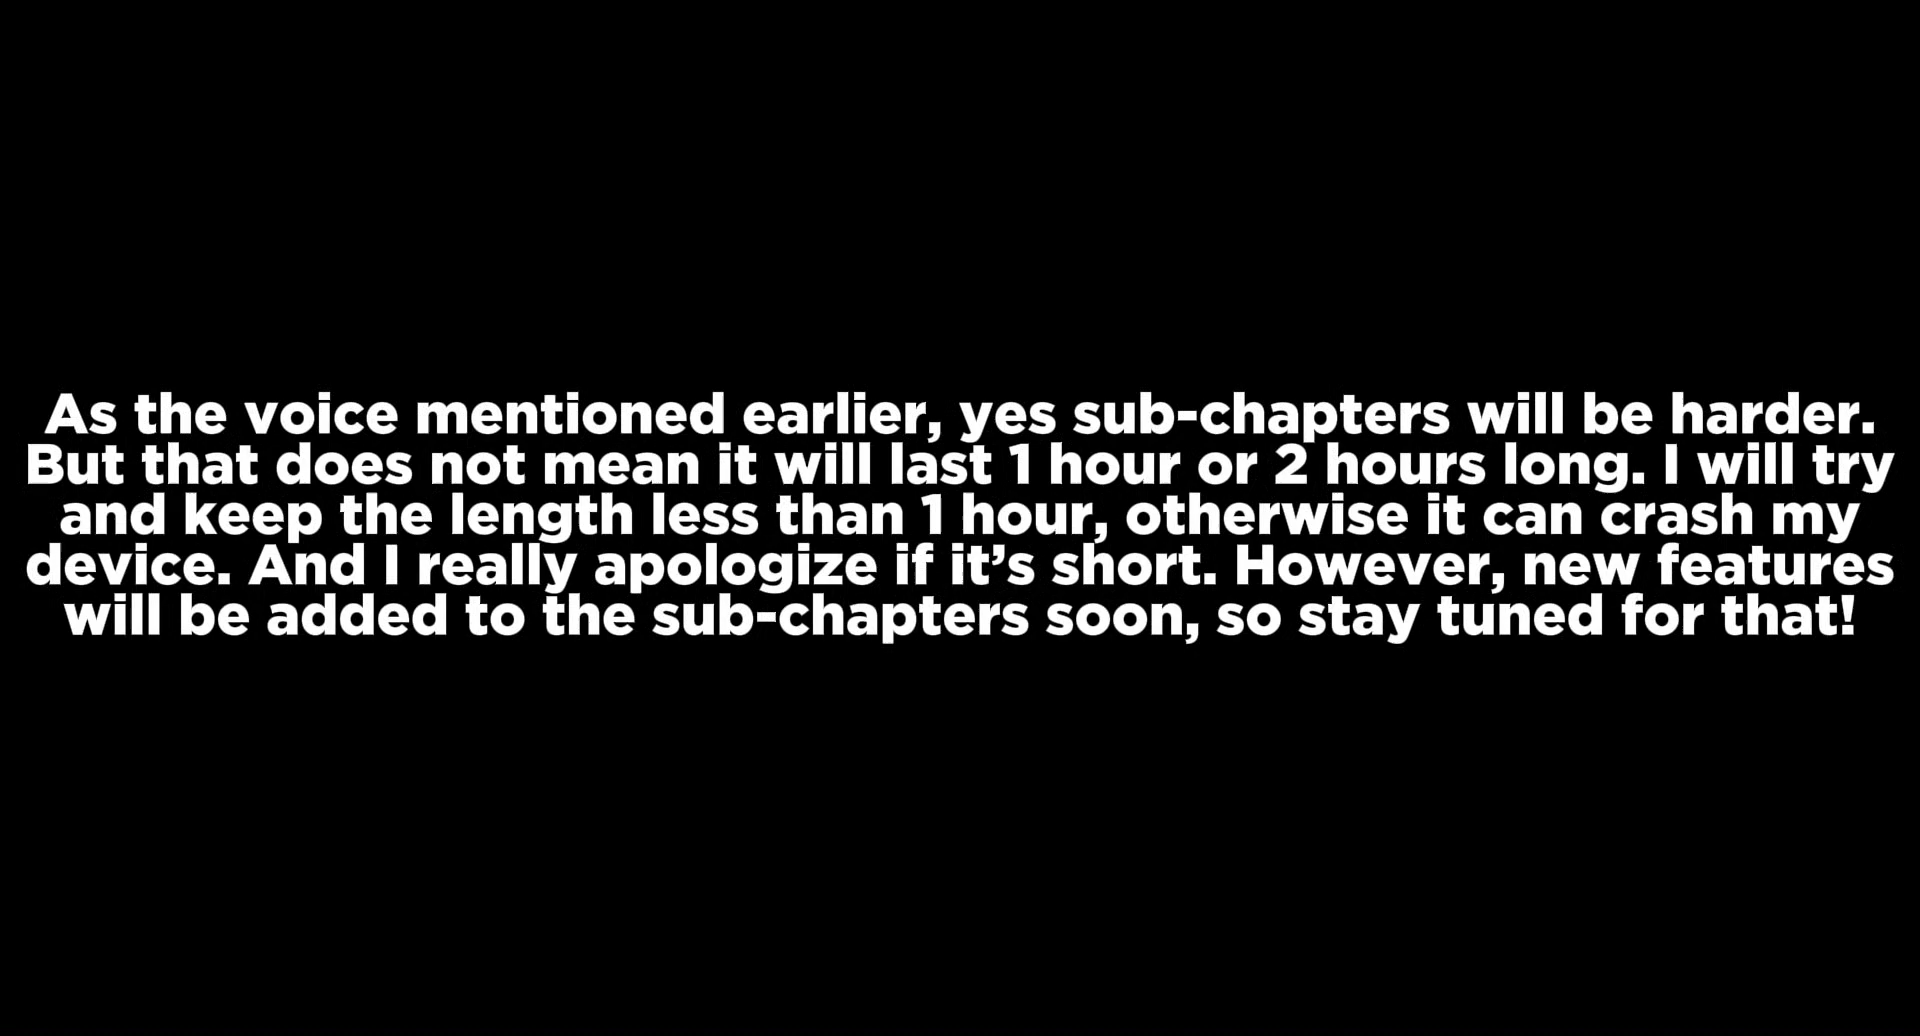 As the voice mentioned earlier, yes sub-chapters will be harder.
But that does not mean it will last 1 hour or 2 hours long. I will try
and keep the length less than 1 hour, otherwise it can crash my
device. And I really apologize if it’s short. However, new features
will be added to the sub-chapters soon, so stay tuned for that!